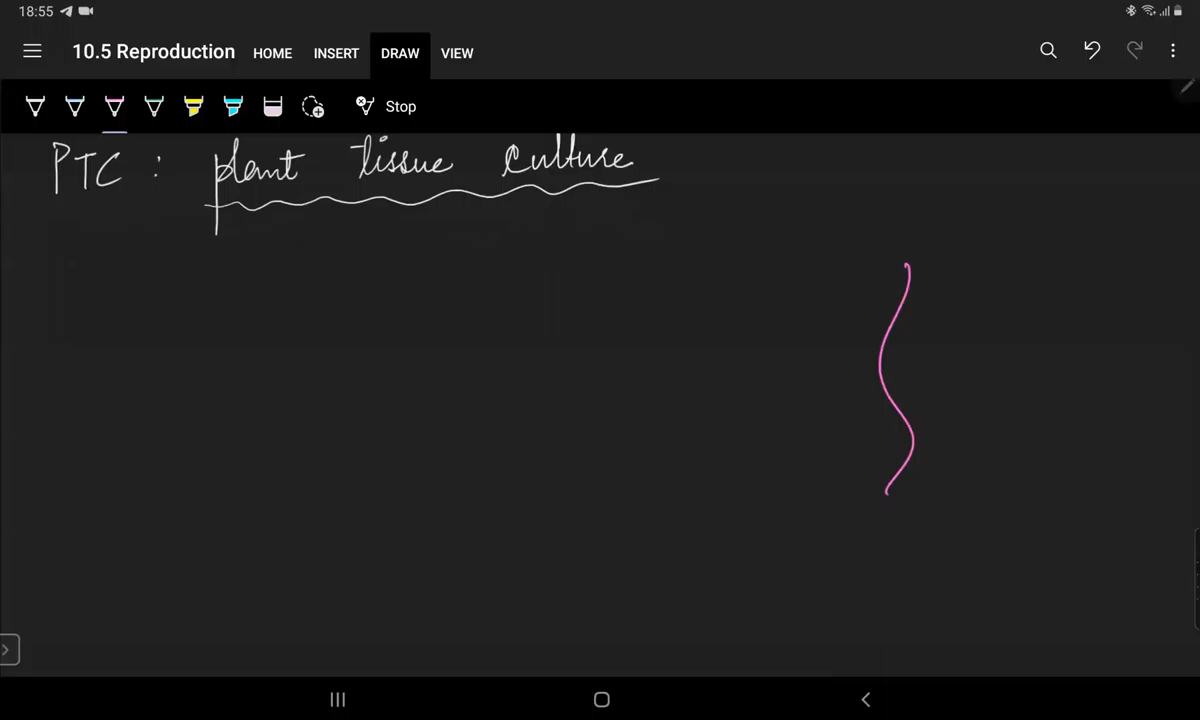 18:55
10.5 Reproduction HOME INSERT DRAW VIEW
Stop
PTC : plant tissue culture